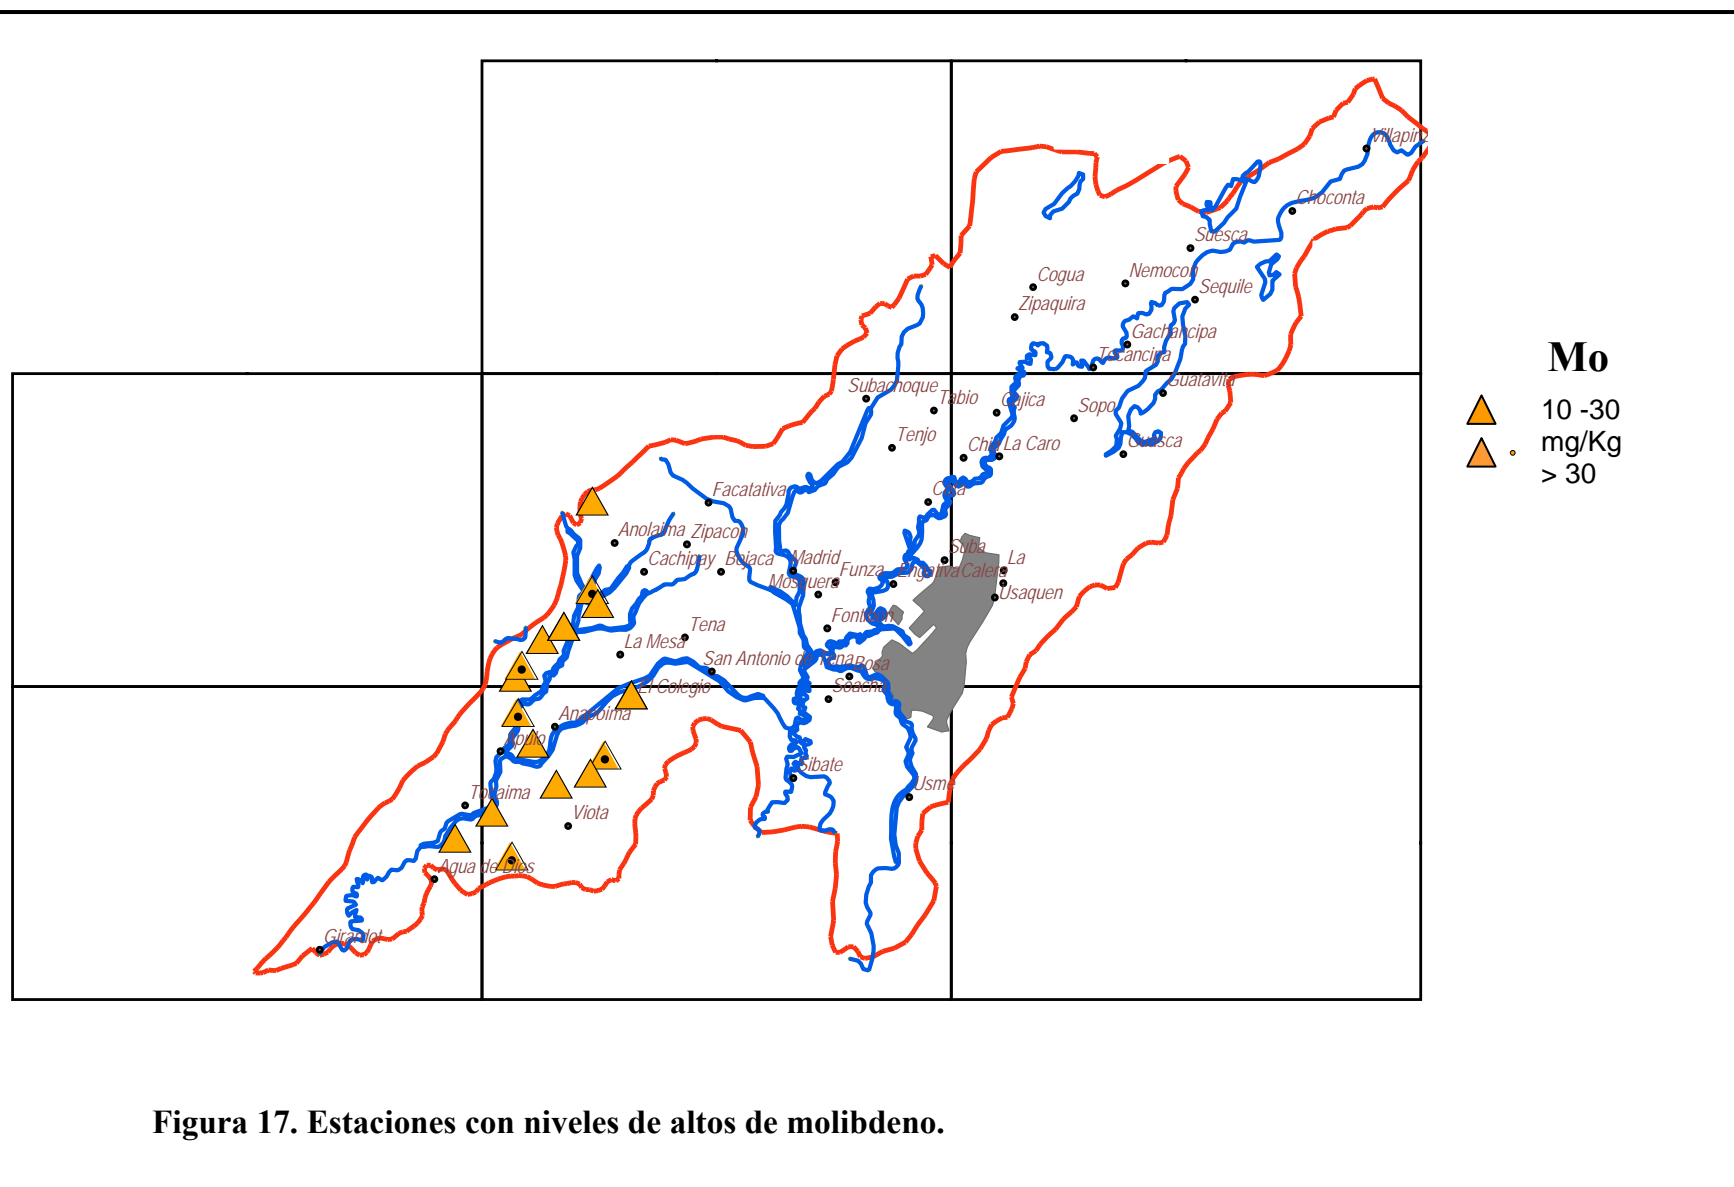 Villapinz
Choconta
Suesca
Nemocon
Cogua
Sequile
Zipaquira
Gachancipa
Tocancipa
Guatavita
Subachoque
Tabio
Cajica
Sopo
Tenjo
Chia
La Caro
Guasca
Facatativa
Cota
Anolaima
Zipacon
Suba
Cachipay
Bojaca
Madrid
Funza
Engativa
La
Calera
Mosquera
Usaquen
Fontibon
Tena
La Mesa
San Antonio de Tena
Bosa
El Colegio
Soacha
Anapoima
Apulo
Sibate
Usme
Tocaima
Viota
Agua de Dios
Girardot
Mo
10 -30
mg/Kg
> 30
Figura 17. Estaciones con niveles de altos de molibdeno.